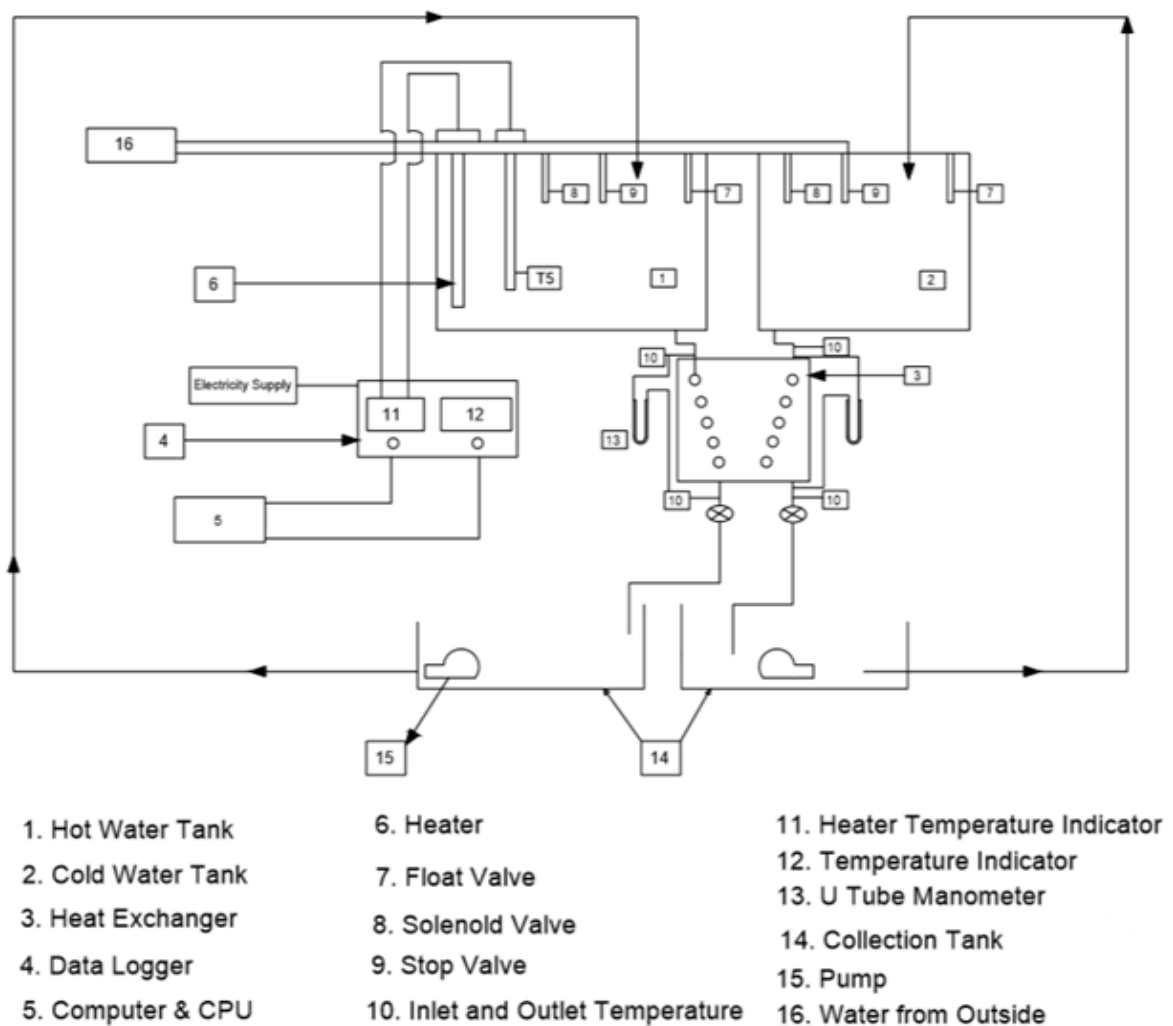 16
8
9
7
8
9
7
6
T5
1
2
10
10
3
Electricity Supply
11
12
13
4
10
10
5
15
14
1. Hot Water Tank
2. Cold Water Tank
3. Heat Exchanger
4. Data Logger
5. Computer & CPU
6. Heater
7. Float Valve
8. Solenold Valve
9. Stop Valve
10. Inlet and Outlet Temperature
11. Heater Temperature Indicator
12. Temperature Indicator
13. U Tube Manometer
14. Collection Tank
15. Pump
16. Water from Outside